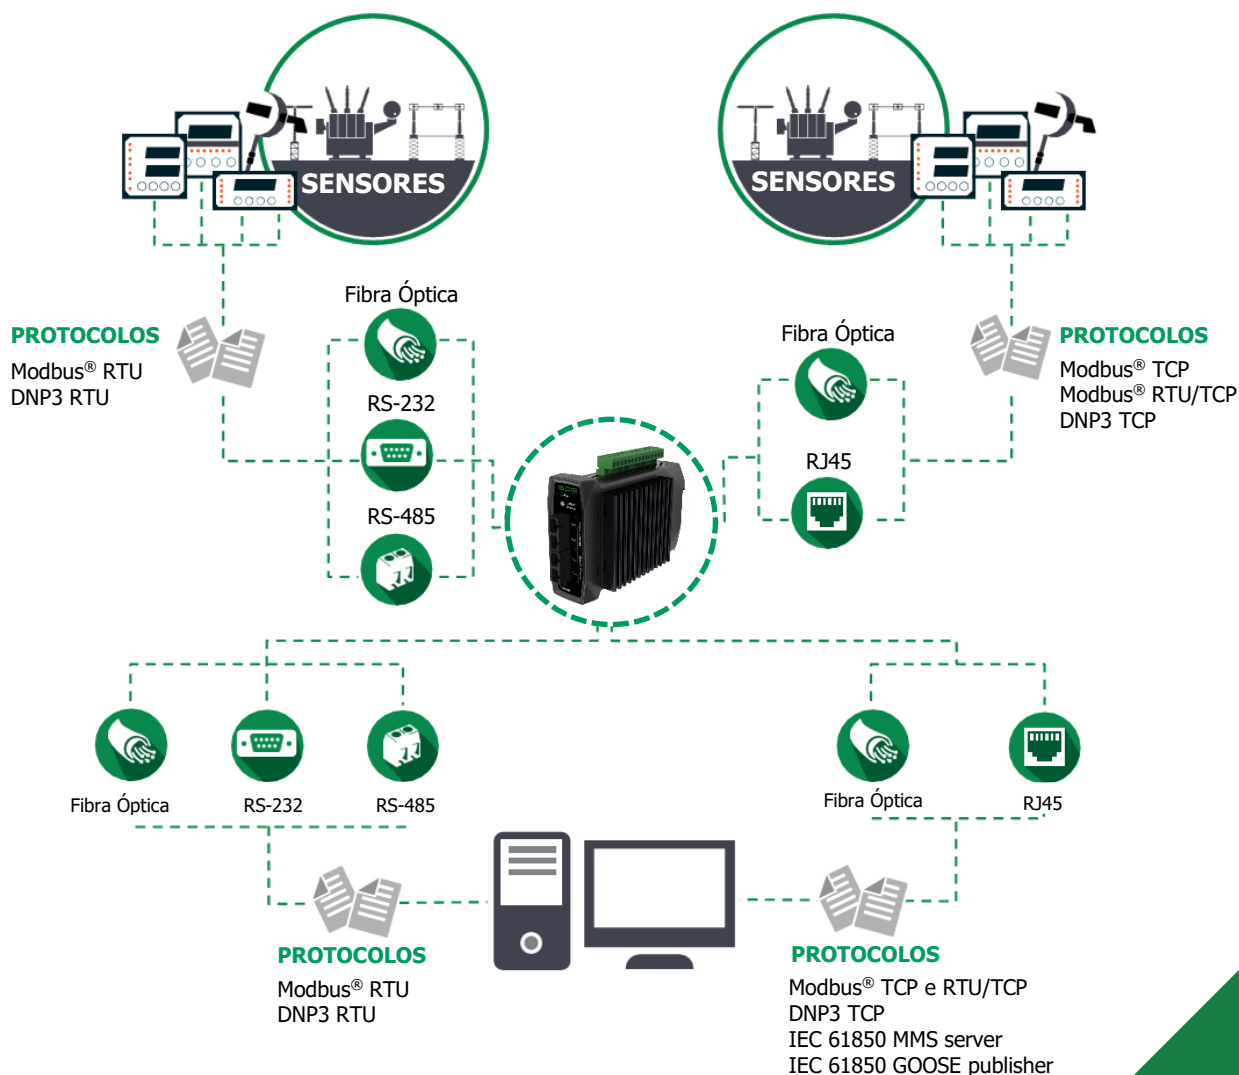 SENSORES
SENSORES
Fibra Óptica
PROTOCOLOS
Modbus® RTU
DNP3 RTU
RS-232
RS-485
Fibra Óptica
RJ45
PROTOCOLOS
Modbus® TCP
Modbus® RTU/TCP
DNP3 TCP
Fibra Óptica
RS-232
RS-485
Fibra Óptica
RJ45
PROTOCOLOS
Modbus® RTU
DNP3 RTU
PROTOCOLOS
Modbus® TCP e RTU/TCP
DNP3 TCP
IEC 61850 MMS server
IEC 61850 GOOSE publisher